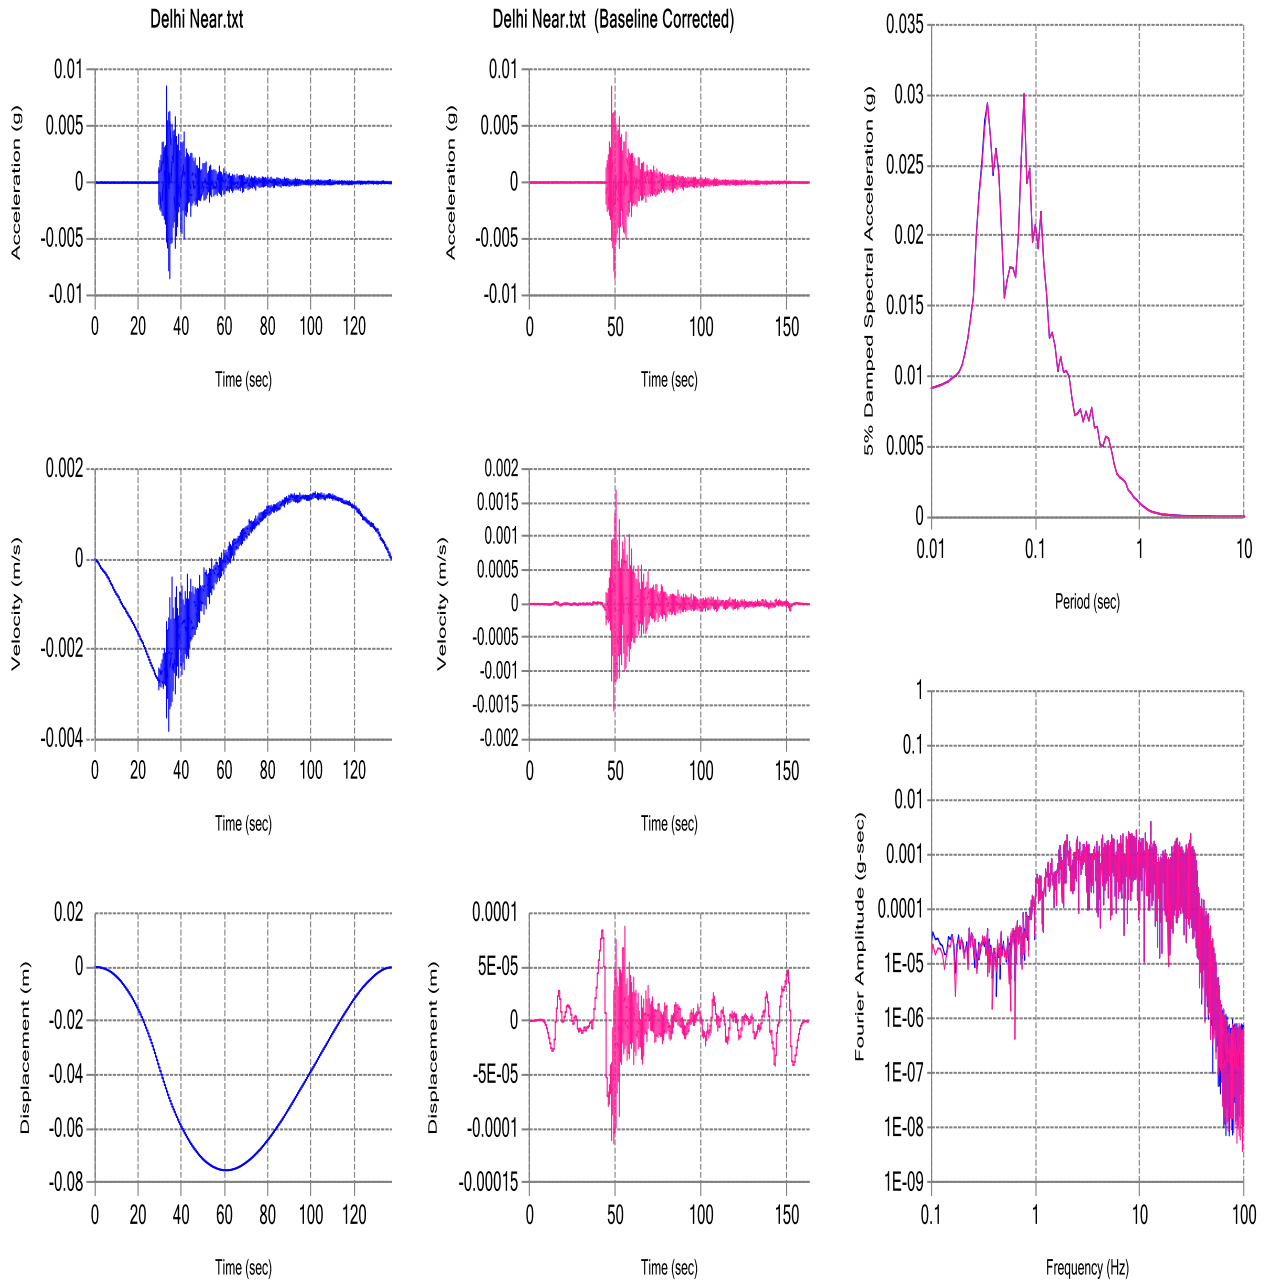 Delhi Near.txt
Acceleration (g)
0.01
0.005
0
-0.005
-0.01
0 20 40 60 80 100 120
Time (sec)
Velocity (m/s)
0.002
0
-0.002
-0.004
0 20 40 60 80 100 120
Time (sec)
Displacement (m)
0.02
0
-0.02
-0.04
-0.06
-0.08
0 20 40 60 80 100 120
Time (sec)
Delhi Near.txt (Baseline Corrected)
Acceleration (g)
0.01
0.005
0
-0.005
-0.01
0 50 100 150
Time (sec)
Velocity (m/s)
0.002
0.0015
0.001
0.0005
0
-0.0005
-0.001
-0.0015
-0.002
0 50 100 150
Time (sec)
Displacement (m)
0.0001
5E-05
0
-5E-05
-0.0001
-0.00015
0 50 100 150
Time (sec)
5% Damped Spectral Acceleration (g)
0.035
0.03
0.025
0.02
0.015
0.01
0.005
0
0.01 0.1 1 10
Period (sec)
Fourier Amplitude (g-sec)
1
0.1
0.01
0.001
0.0001
1E-05
1E-06
1E-07
1E-08
1E-09
0.1 1 10 100
Frequency (Hz)